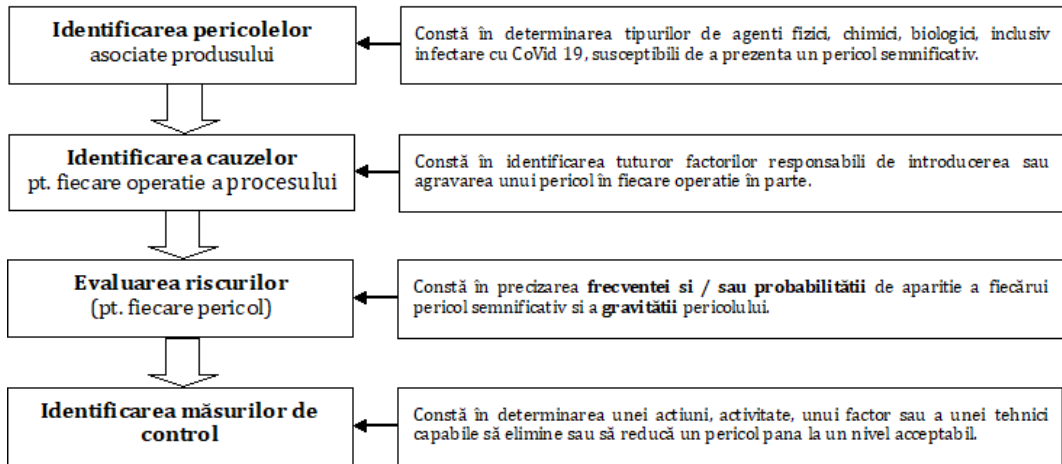 Identificarea pericolelor
asociate produsului
Constă în determinarea tipurilor de agenti fizici, chimici, biologici, inclusiv
infectare cu CoVid 19, susceptibili de a prezenta un pericol semnificativ.
Identificarea cauzelor
pt. fiecare operatie a procesului
Constă în identificarea tuturor factorilor responsabili de introducerea sau
agravarea unui pericol în fiecare operatie în parte.
Evaluarea riscurilor
(pt. fiecare pericol)
Constă în precizarea frecventei si / sau probabilitătii de aparitie a fiecărui
pericol semnificativ si a gravitătii pericolului.
Identificarea măsurilor de
control
Constă în determinarea unei actiuni, activitate, unui factor sau a unei tehnici
capabile să elimine sau să reducă un pericol pana la un nivel acceptabil.